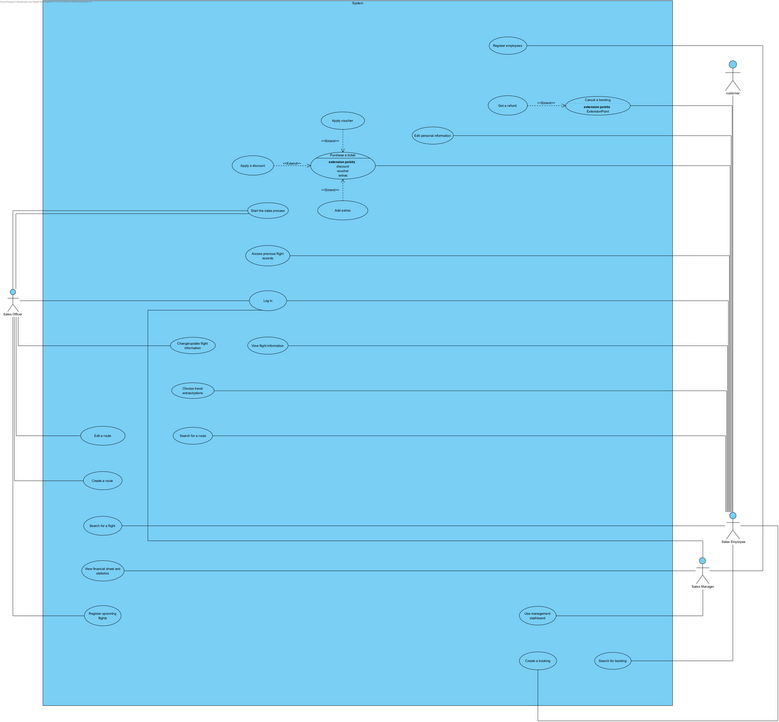 System
Register employees
customer
Get a refund
<<Extend>>
Cancel a booking
extension points
ExtensionPoint
Apply voucher
Edit personal information
<<Extend>>
Apply a discount
<<Extend>>
Purchase a ticket
extension points
discount
voucher
extras
<<Extend>>
Start the sales process
Add extras
Access previous flight
records
Sales Officer
Log in
Change/update flight
information
View flight information
Choose travel
Edit a route
Search for a route
Create a route
Search for a flight
Sales Employee
View financial sheet and
statistics
Sales Manager
Register upcoming
flights
Use management
dashboard
Create a booking
Search for booking